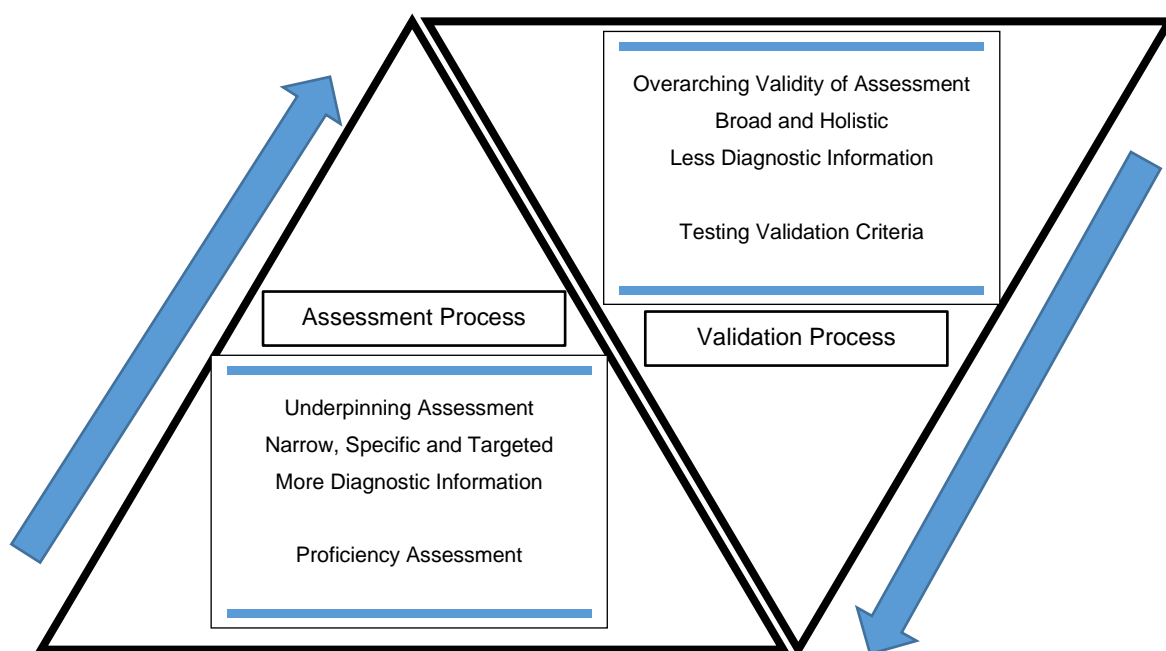 Overarching Validity of Assessment
Broad and Holistic
Less Diagnostic Information
Testing Validation Criteria
Assessment Process
Validation Process
Underpinning Assessment
Narrow, Specific and Targeted
More Diagnostic Information
Proficiency Assessment